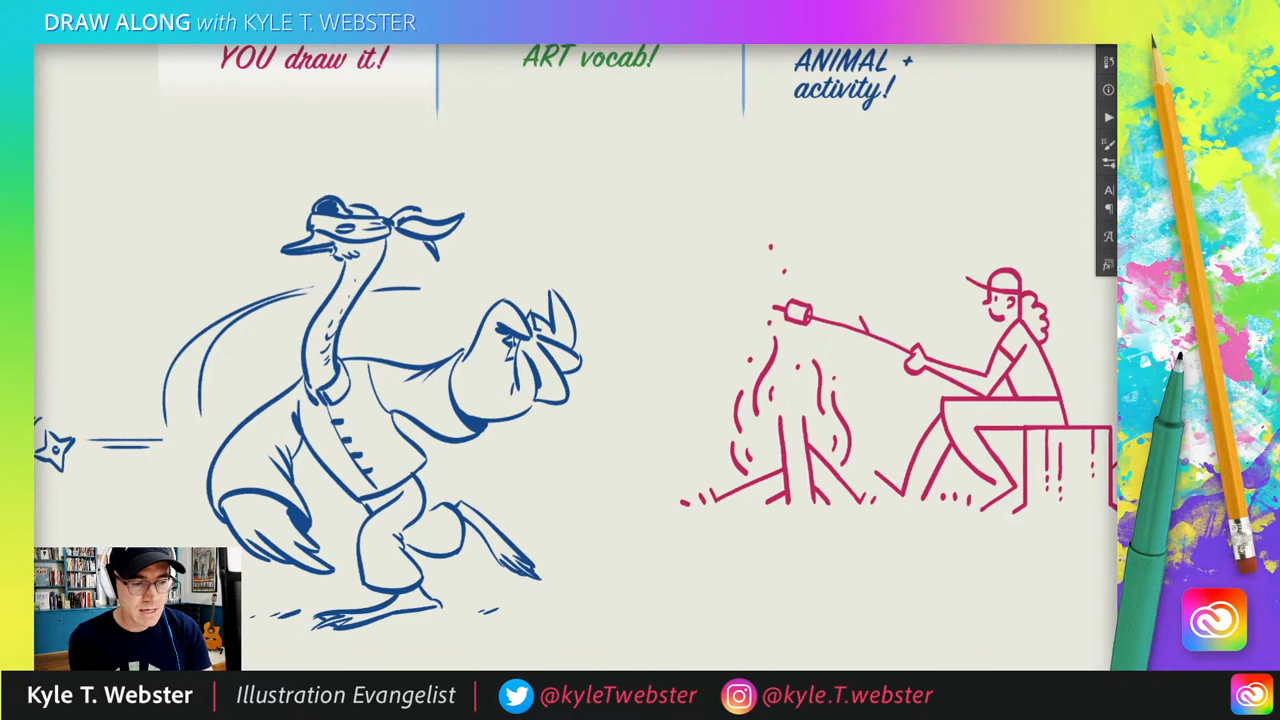 DRAW ALONG with KYLE T. WEBSTER
YOU draw it!
ART vocab!
ANIMAL +
activity!
Kyle T. Webster | Illustration Evangelist | @kyleTwebster @kyle.T.webster